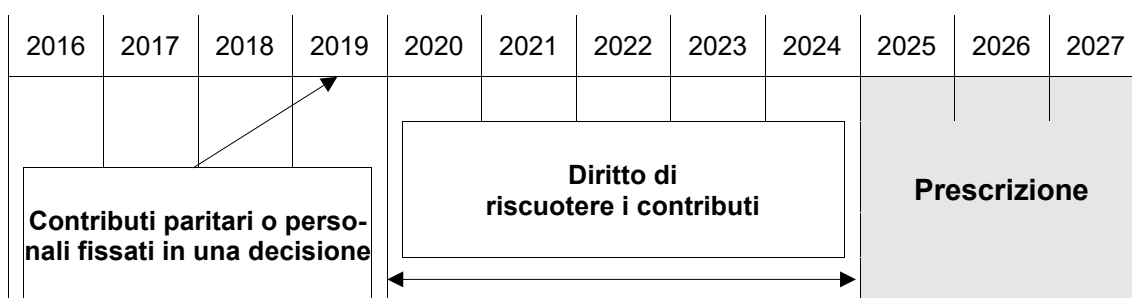 2016 2017 2018 2019 2020 2021 2022 2023 2024 2025 2026 2027
Diritto di
riscuotere i contributi
Prescrizione
Contributi paritari o perso-
nali fissati in una decisione